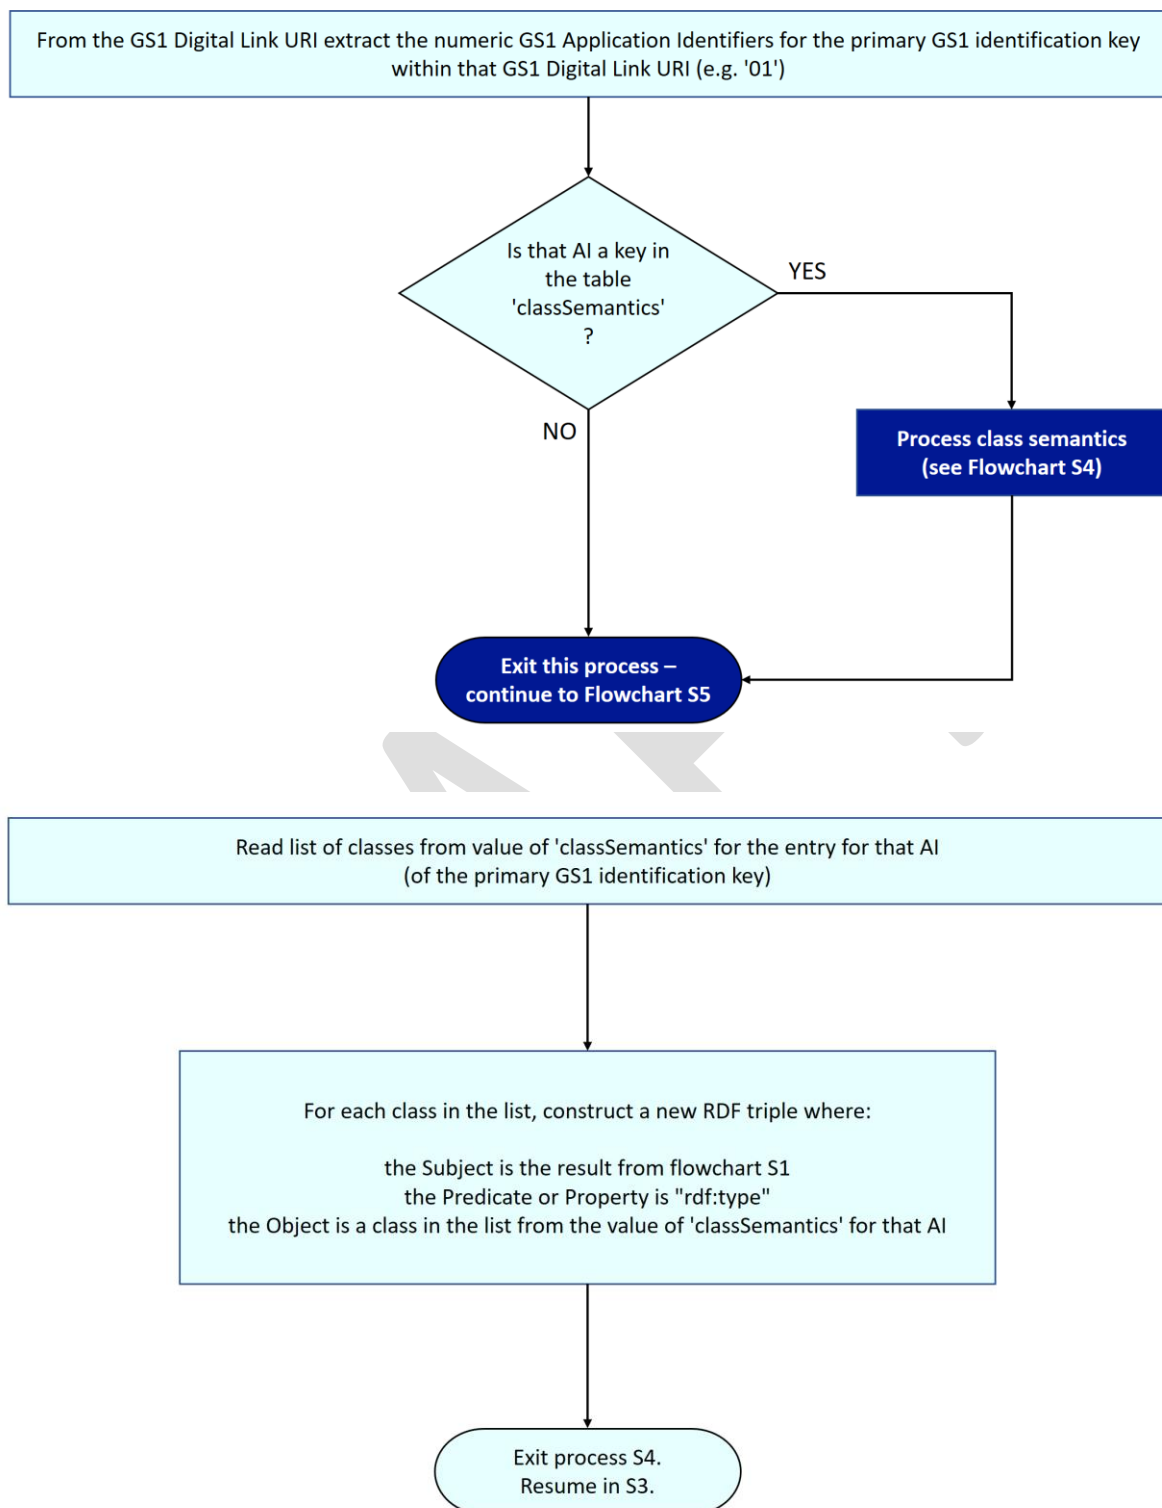 From the GS1 Digital Link URI extract the numeric GS1 Application Identifiers for the primary GS1 identification key
within that GS1 Digital Link URI (e.g. '01')
Is that AI a key in
the table
'classSemantics'
?
YES
NO
Process class semantics
(see Flowchart S4)
Exit this process –
continue to Flowchart S5
Read list of classes from value of 'classSemantics' for the entry for that AI
(of the primary GS1 identification key)
For each class in the list, construct a new RDF triple where:
the Subject is the result from flowchart S1
the Predicate or Property is "rdf:type"
the Object is a class in the list from the value of 'classSemantics' for that AI
Exit process S4.
Resume in S3.